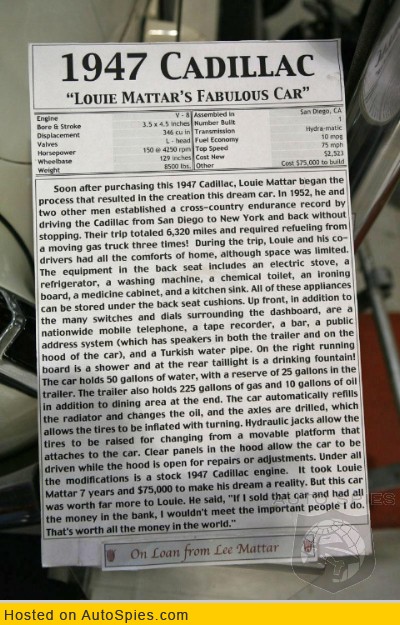 1947 CADILLAC
“LOUIE MATTAR’S FABULOUS CAR”
Engine V - 8 Assembled in San Diego, CA
Bore & Stroke 3.5 x 4.5 inches Number Built 1
Displacement 346 cu in Transmission Hydra-matic
Valves L - head Fuel Economy 10 mpg
Horsepower 150 @ 4250 rpm Top Speed 75 mph
Wheelbase 129 inches Cost New $2,523
Weight 8500 lbs. Other Cost $75,000 to build
Soon after purchasing this 1947 Cadillac, Louie Mattar began the
process that resulted in the creation this dream car. In 1952, he and
two other men established a cross-country endurance record by
driving the Cadillac from San Diego to New York and back without
stopping. Their trip totaled 6,320 miles and required refueling from
a moving gas truck three times! During the trip, Louie and his co-
drivers had all the comforts of home, although space was limited.
The equipment in the back seat includes an electric stove, a
refrigerator, a washing machine, a chemical toilet, an ironing
board, a medicine cabinet, and a kitchen sink. All of these appliances
can be stored under the back seat cushions. Up front, in addition to
the many switches and dials surrounding the dashboard, are a
nationwide mobile telephone, a tape recorder, a bar, a public
address system (which has speakers in both the trailer and on the
hood of the car), and a Turkish water pipe. On the right running
board is a shower and at the rear taillight is a drinking fountain!
The car holds 50 gallons of water, with a reserve of 25 gallons in the
trailer. The trailer also holds 225 gallons of gas and 10 gallons of oil
in addition to dining area at the end. The car automatically refills
the radiator and changes the oil, and the axles are drilled, which
allows the tires to be inflated with turning. Hydraulic jacks allow the
tires to be raised for changing from a movable platform that
attaches to the car. Clear panels in the hood allow the car to be
driven while the hood is open for repairs or adjustments. Under all
the modifications is a stock 1947 Cadillac engine. It took Louie
Mattar 7 years and $75,000 to make his dream a reality. But this car
was worth far more to Louie. He said, "If I sold that car and had all
the money in the bank, I wouldn't meet the important people I do.
That's worth all the money in the world."
On Loan from Lee Mattar
Hosted on AutoSpies.com